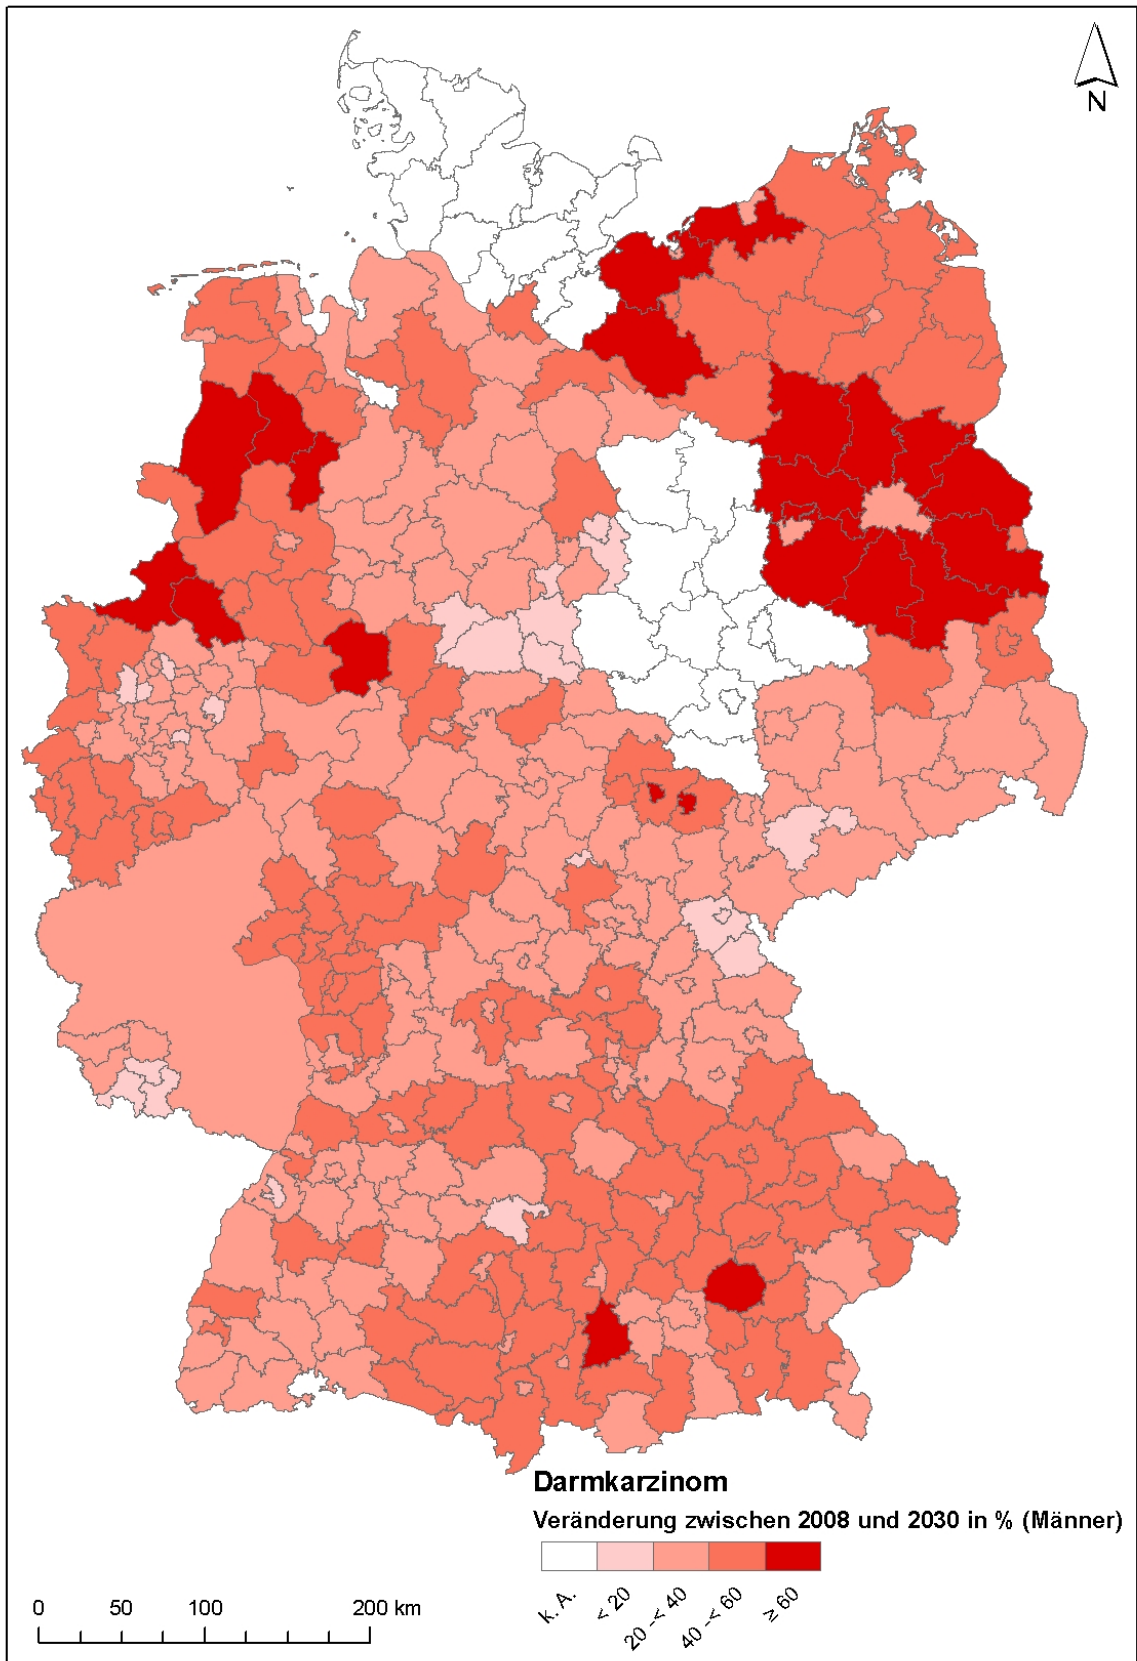 N
Darmkarzinom
Veränderung zwischen 2008 und 2030 in % (Männer)
k. A.
< 20
20 -< 40
40 -< 60
≥ 60
0 50 100 200 km